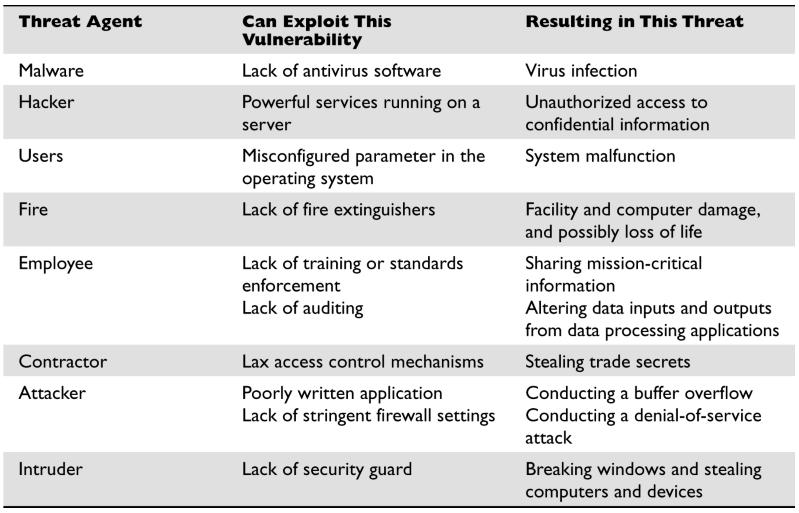 Threat Agent
Can Exploit This
Vulnerability
Resulting in This Threat
Malware
Lack of antivirus software
Virus infection
Hacker
Powerful services running on a
server
Unauthorized access to
confidential information
Users
Misconfigured parameter in the
operating system
System malfunction
Fire
Lack of fire extinguishers
Facility and computer damage,
and possibly loss of life
Employee
Lack of training or standards
enforcement
Lack of auditing
Sharing mission-critical
information
Altering data inputs and outputs
from data processing applications
Contractor
Lax access control mechanisms
Stealing trade secrets
Attacker
Poorly written application
Lack of stringent firewall settings
Conducting a buffer overflow
Conducting a denial-of-service
attack
Intruder
Lack of security guard
Breaking windows and stealing
computers and devices